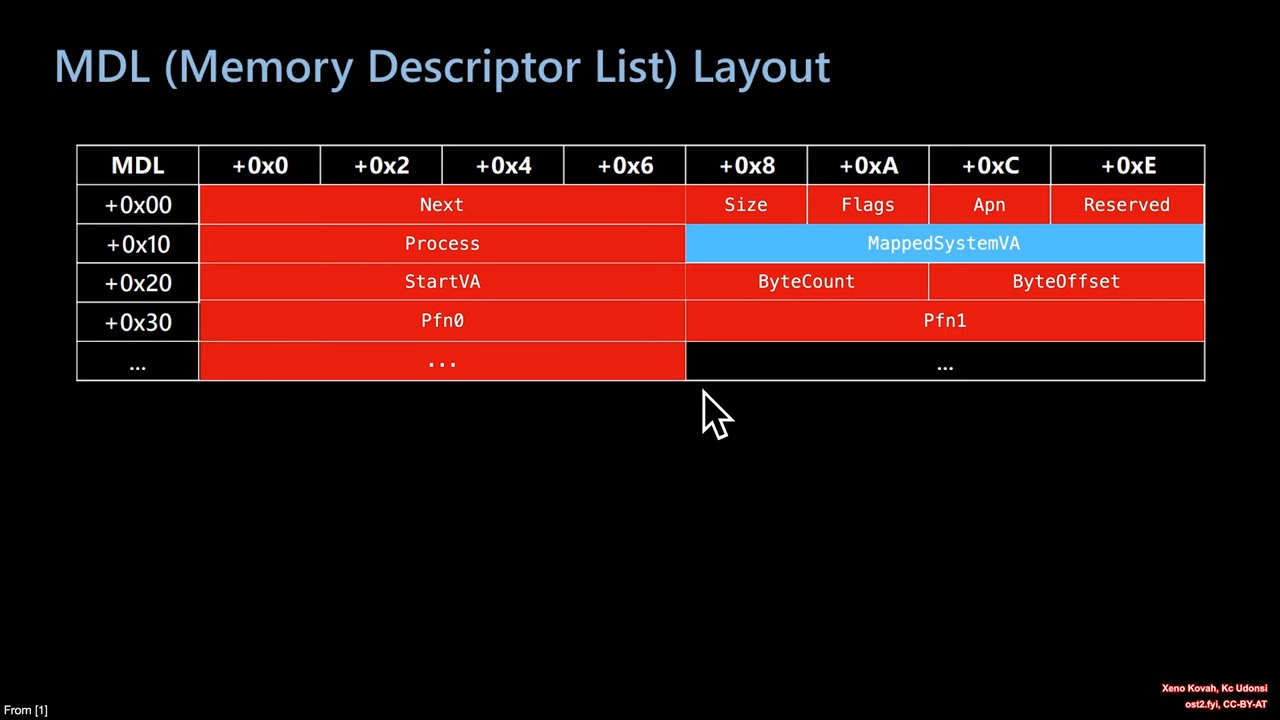 MDL (Memory Descriptor List) Layout
MDL +0x0 +0x2 +0x4 +0x6 +0x8 +0xA +0xC +0xE
+0x00 Next Size Flags Apn Reserved
+0x10 Process MappedSystemVA
+0x20 StartVA ByteCount ByteOffset
+0x30 Pfn0 Pfn1
... ... ...
Xeno Kovah, Kc Udonsi
ost2.fyi, CC-BY-AT
From [1]